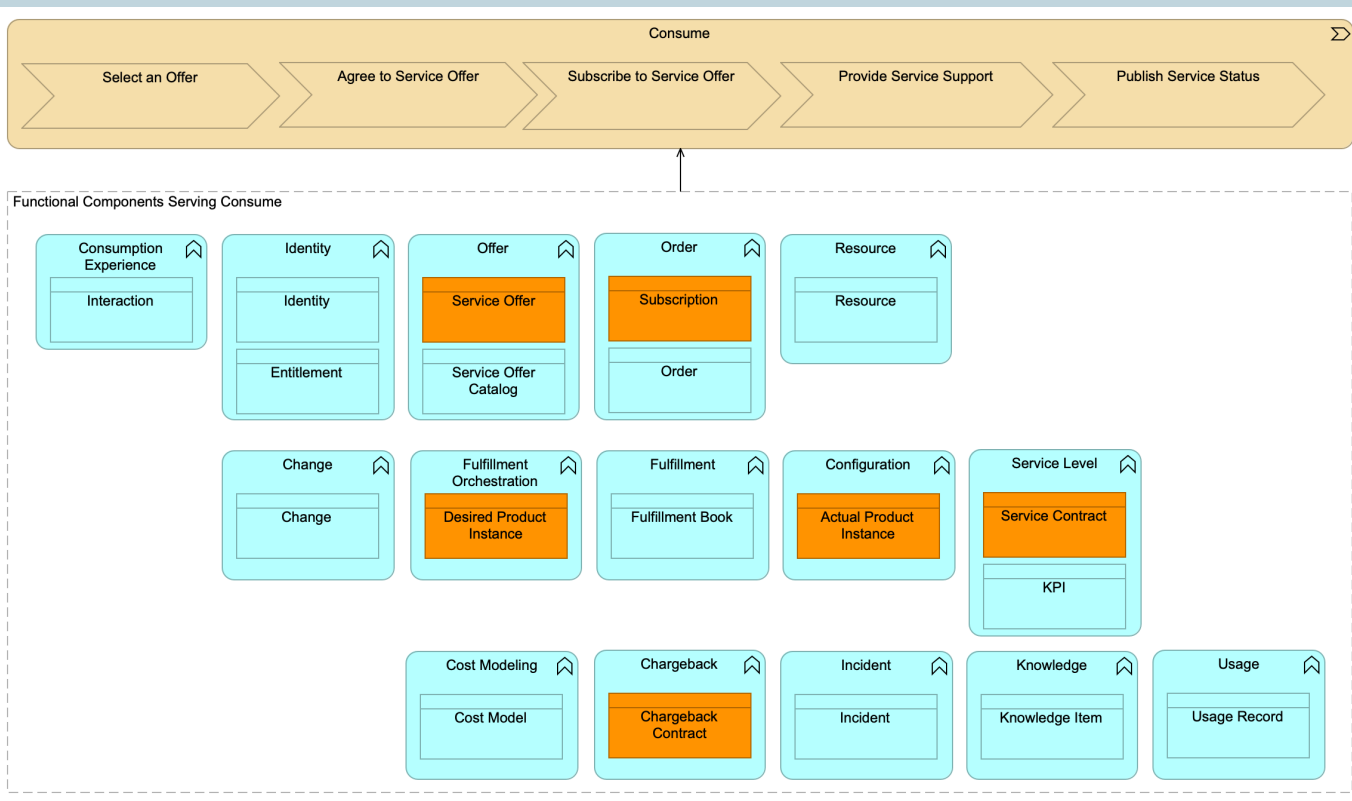 Consume
Select an Offer
Agree to Service Offer
Subscribe to Service Offer
Provide Service Support
Publish Service Status
Functional Components Serving Consume
Consumption
Experience
Interaction
Identity
Identity
Entitlement
Offer
Service Offer
Service Offer
Catalog
Order
Subscription
Order
Resource
Resource
Change
Change
Fulfillment
Orchestration
Desired Product
Instance
Fulfillment
Fulfillment Book
Configuration
Actual Product
Instance
Service Level
Service Contract
KPI
Cost Modeling
Cost Model
Chargeback
Chargeback
Contract
Incident
Incident
Knowledge
Knowledge Item
Usage
Usage Record